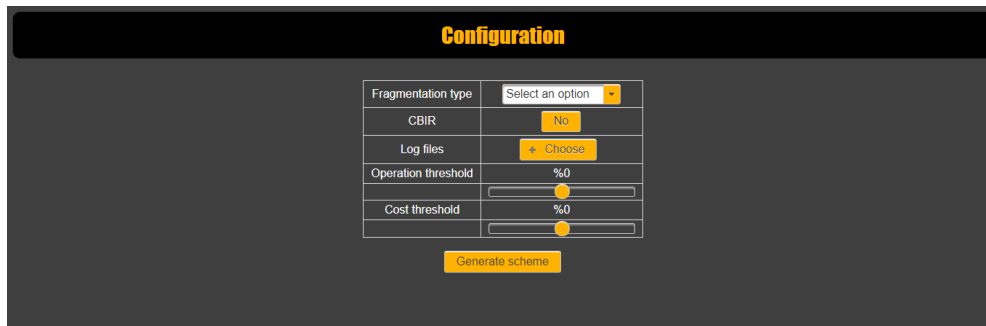 Configuration
Fragmentation type Select an option
CBIR No
Log files + Choose
Operation threshold %0
Cost threshold %0
Generate scheme